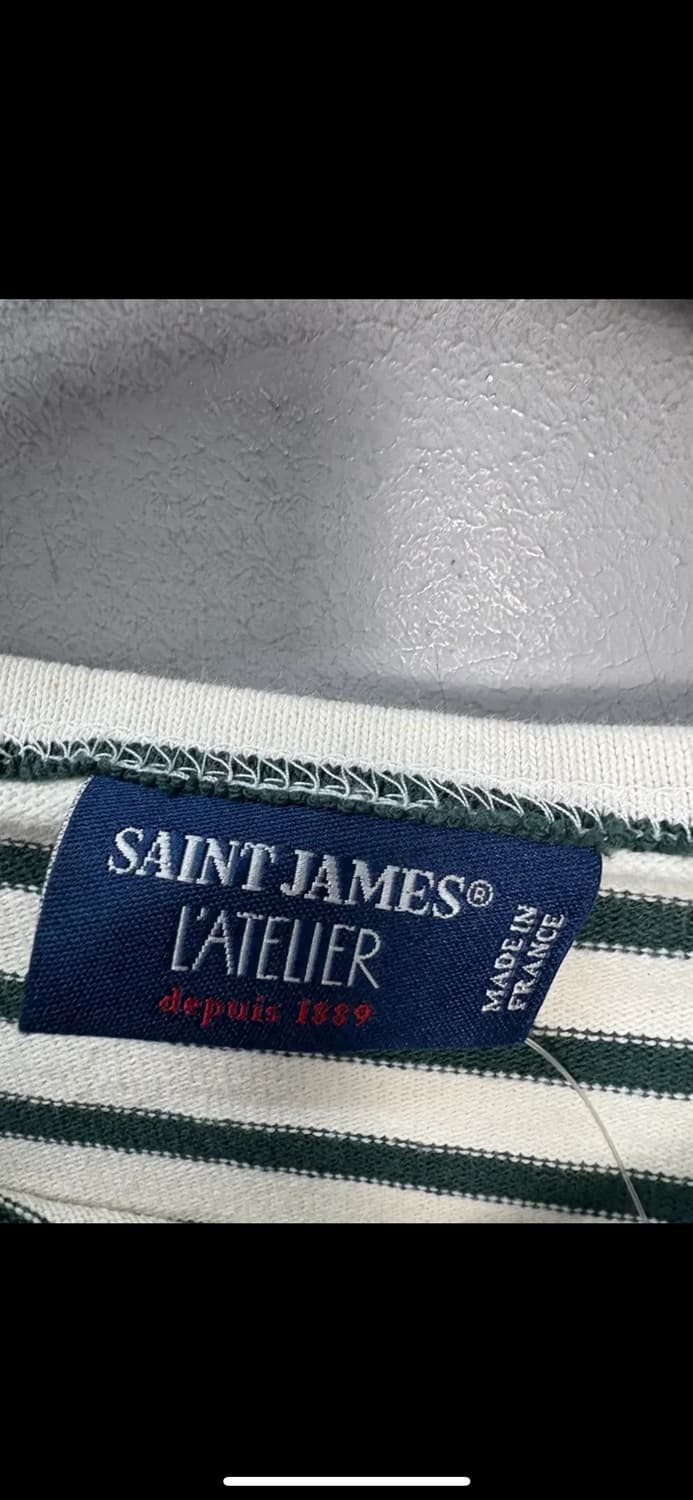 SAINT JAMES®
L'ATELIER
depuis 1889
MADE IN
FRANCE